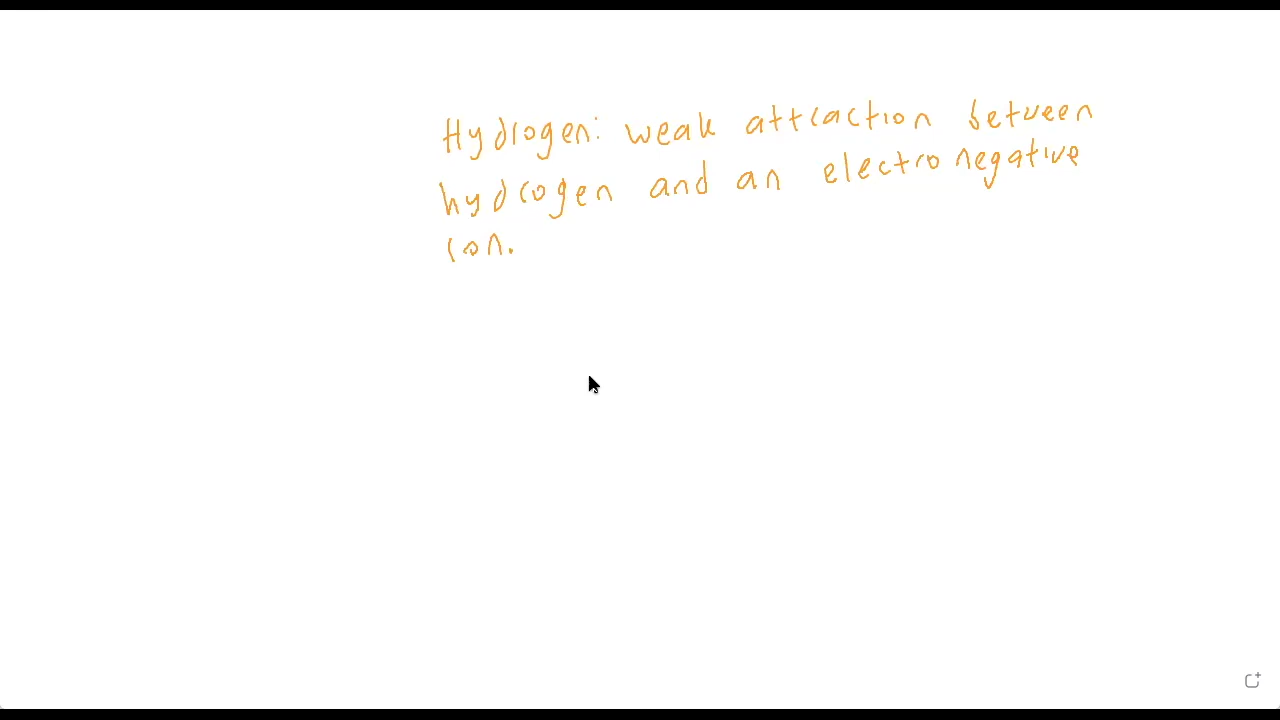 Hydrogen: weak attraction between
hydrogen and an electronegative
ion.